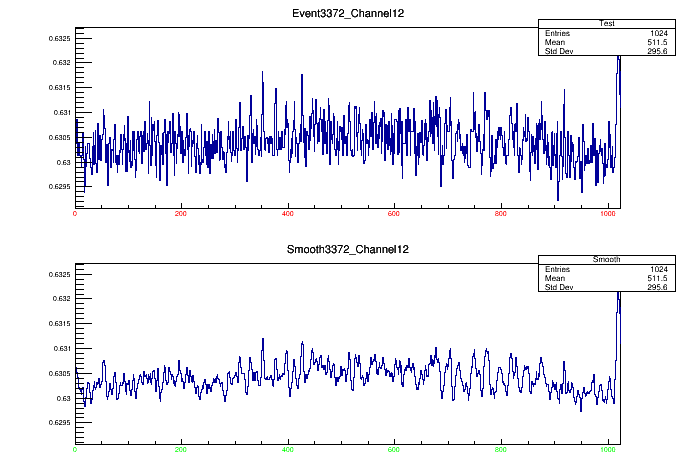 Event3372_Channel12
Test
Entries 1024
Mean 511.5
Std Dev 295.6
0.6325
0.632
0.6315
0.631
0.6305
0.63
0.6295
0 200 400 600 800 1000
Smooth3372_Channel12
Smooth
Entries 1024
Mean 511.5
Std Dev 295.6
0.6325
0.632
0.6315
0.631
0.6305
0.63
0.6295
0 200 400 600 800 1000